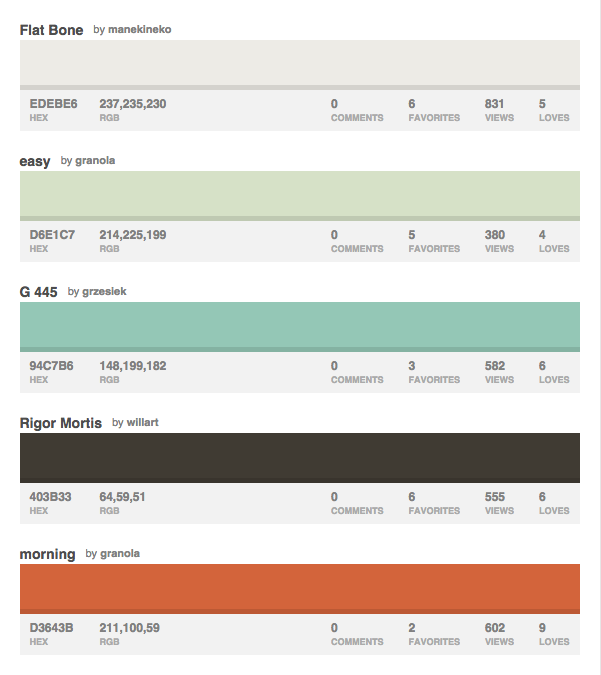 Flat Bone by manekineko
EDEBE6 237,235,230 0 6 831 5
HEX RGB COMMENTS FAVORITES VIEWS LOVES
easy by granola
D6E1C7 214,225,199 0 5 380 4
HEX RGB COMMENTS FAVORITES VIEWS LOVES
G 445 by grzesiek
94C7B6 148,199,182 0 3 582 6
HEX RGB COMMENTS FAVORITES VIEWS LOVES
Rigor Mortis by willart
403B33 64,59,51 0 6 555 6
HEX RGB COMMENTS FAVORITES VIEWS LOVES
morning by granola
D3643B 211,100,59 0 2 602 9
HEX RGB COMMENTS FAVORITES VIEWS LOVES